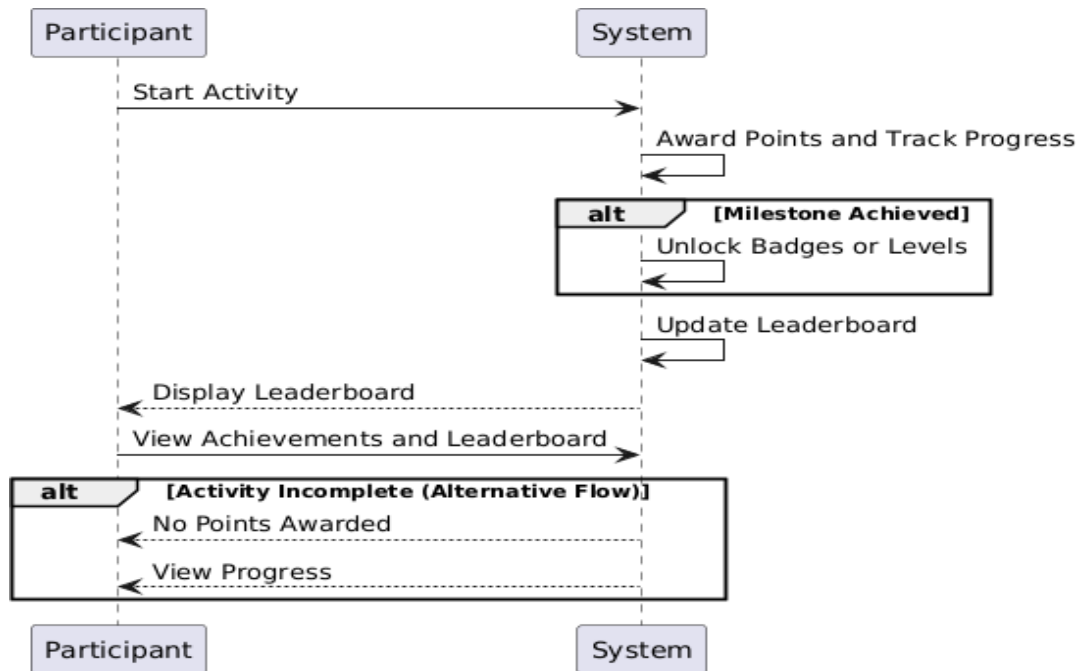 Participant System
Start Activity
Award Points and Track Progress
alt [Milestone Achieved]
Unlock Badges or Levels
Update Leaderboard
Display Leaderboard
View Achievements and Leaderboard
alt [Activity Incomplete (Alternative Flow)]
No Points Awarded
View Progress
Participant System